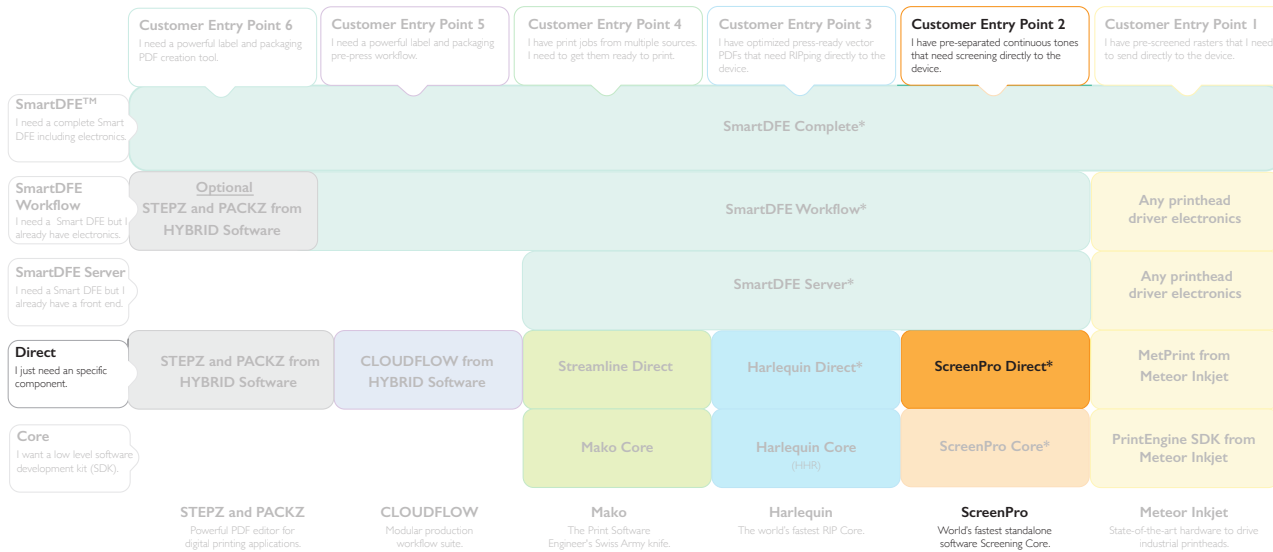 Customer Entry Point 6
I need a powerful label and packaging
PDF creation tool.
Customer Entry Point 5
I need a powerful label and packaging
pre-press workflow.
Customer Entry Point 4
I have print jobs from multiple sources.
I need to get them ready to print.
Customer Entry Point 3
I have optimized press-ready vector
PDFs that need RIPping directly to the
device.
Customer Entry Point 2
I have pre-separated continuous tones
that need screening directly to the
device.
Customer Entry Point 1
I have pre-screened rasters that I need
to send directly to the device.
SmartDFE™
I need a complete Smart
DFE including electronics.
SmartDFE Complete*
SmartDFE
Workflow
I need a Smart DFE but I
already have electronics.
Optional
STEPZ and PACKZ from
HYBRID Software
SmartDFE Workflow*
Any printhead
driver electronics
SmartDFE Server
I need a Smart DFE but I
already have a front end.
SmartDFE Server*
Any printhead
driver electronics
Direct
I just need an specific
component.
STEPZ and PACKZ from
HYBRID Software
CLOUDFLOW from
HYBRID Software
Streamline Direct
Harlequin Direct*
ScreenPro Direct*
MetPrint from
Meteor Inkjet
Core
I want a low level software
development kit (SDK).
Mako Core
Harlequin Core
(HHR)
ScreenPro Core*
PrintEngine SDK from
Meteor Inkjet
STEPZ and PACKZ
Powerful PDF editor for
digital printing applications.
CLOUDFLOW
Modular production
workflow suite.
Mako
The Print Software
Engineer's Swiss Army knife.
Harlequin
The world's fastest RIP Core.
ScreenPro
World's fastest standalone
software Screening Core.
Meteor Inkjet
State-of-the-art hardware to drive
industrial printheads.